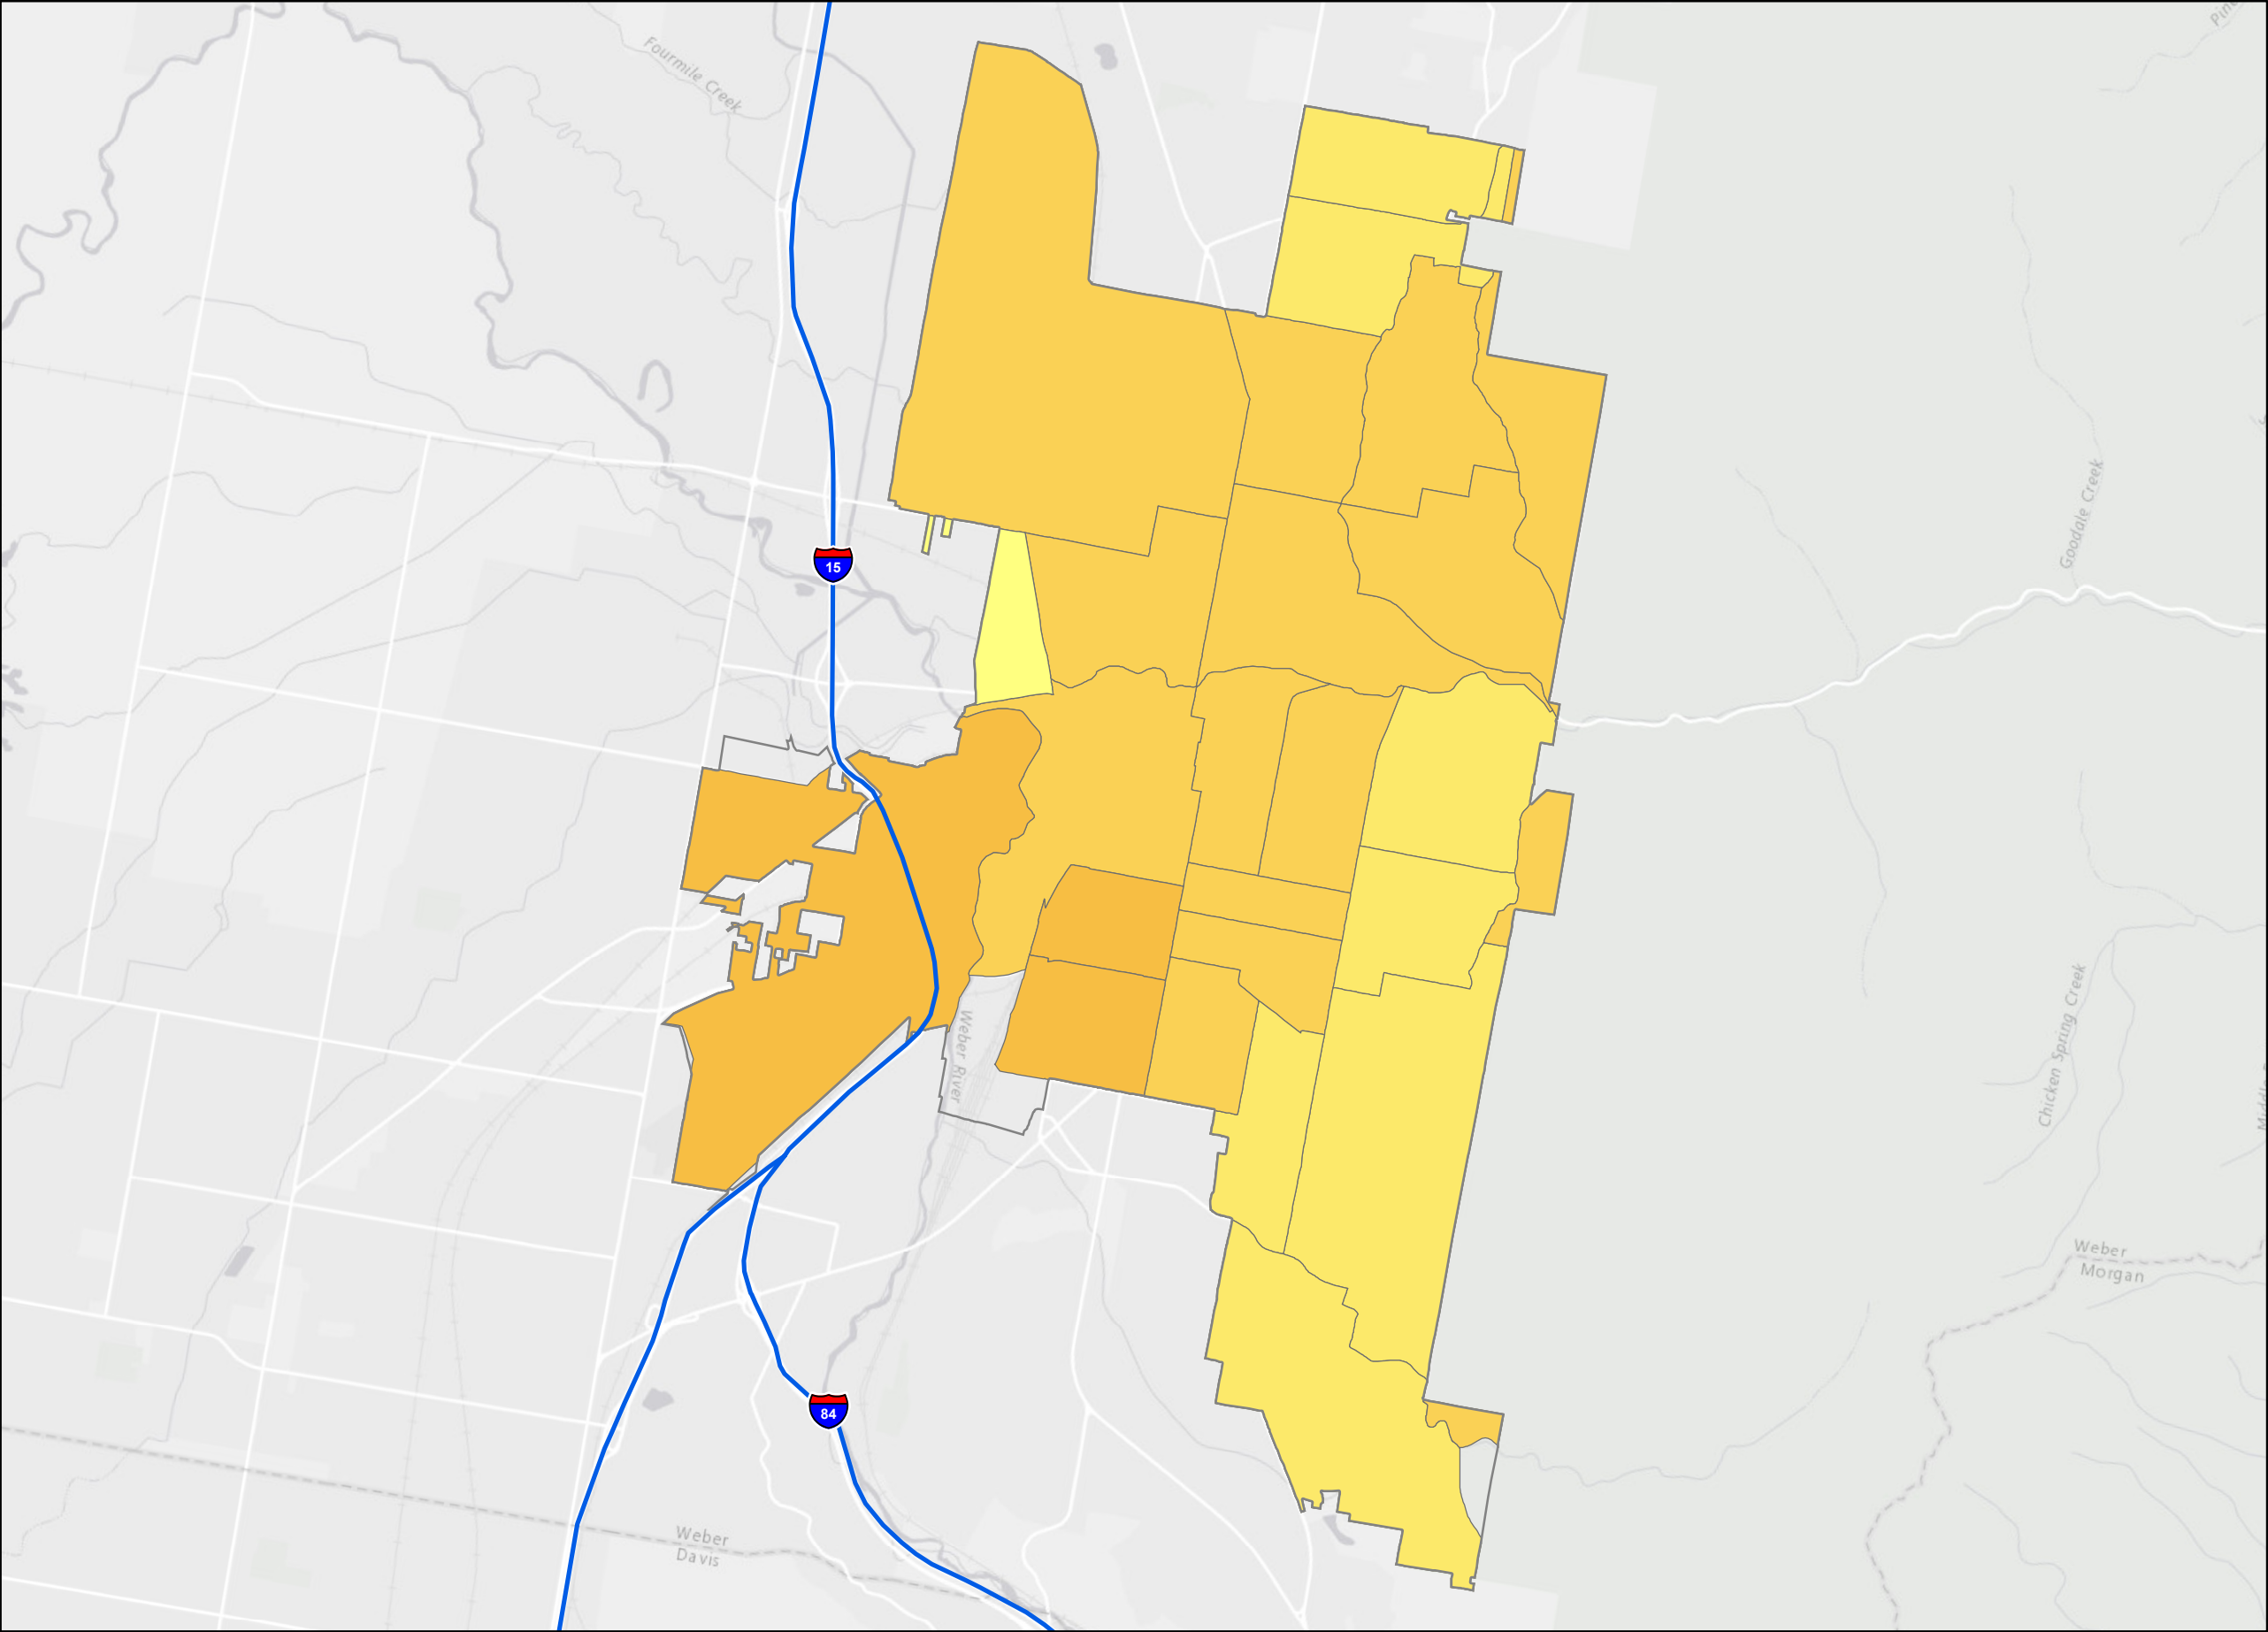 Fourmile Creek
15
Goodale Creek
Chicken Spring Creek
Weber River
Weber
Morgan
84
Weber
Davis